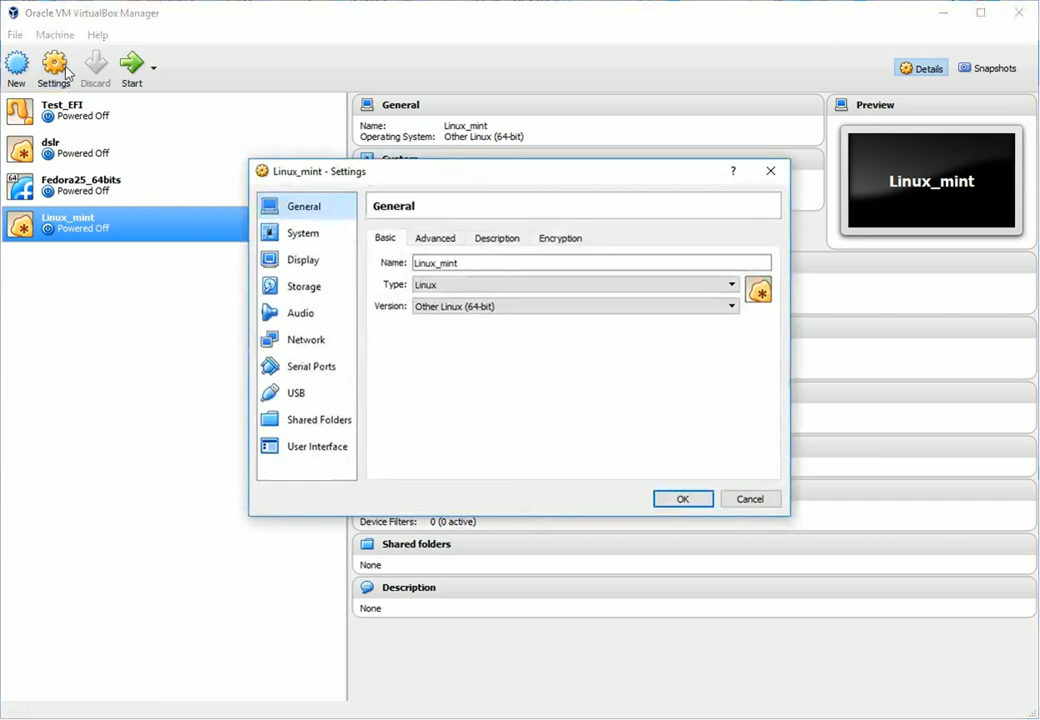 Oracle VM VirtualBox Manager
File Machine Help
New Settings Discard Start
Details Snapshots
Test_EFI
Powered Off
dslr
Powered Off
64
Fedora25_64bits
Powered Off
Linux_mint
Powered Off
General
Name: Linux_mint
Operating System: Other Linux (64-bit)
System
Preview
Linux_mint
Linux_mint - Settings
?
General
System
Display
Storage
Audio
Network
Serial Ports
USB
Shared Folders
User Interface
General
Basic Advanced Description Encryption
Name: Linux_mint
Type: Linux
Version: Other Linux (64-bit)
OK Cancel
Device Filters: 0 (0 active)
Shared folders
None
Description
None